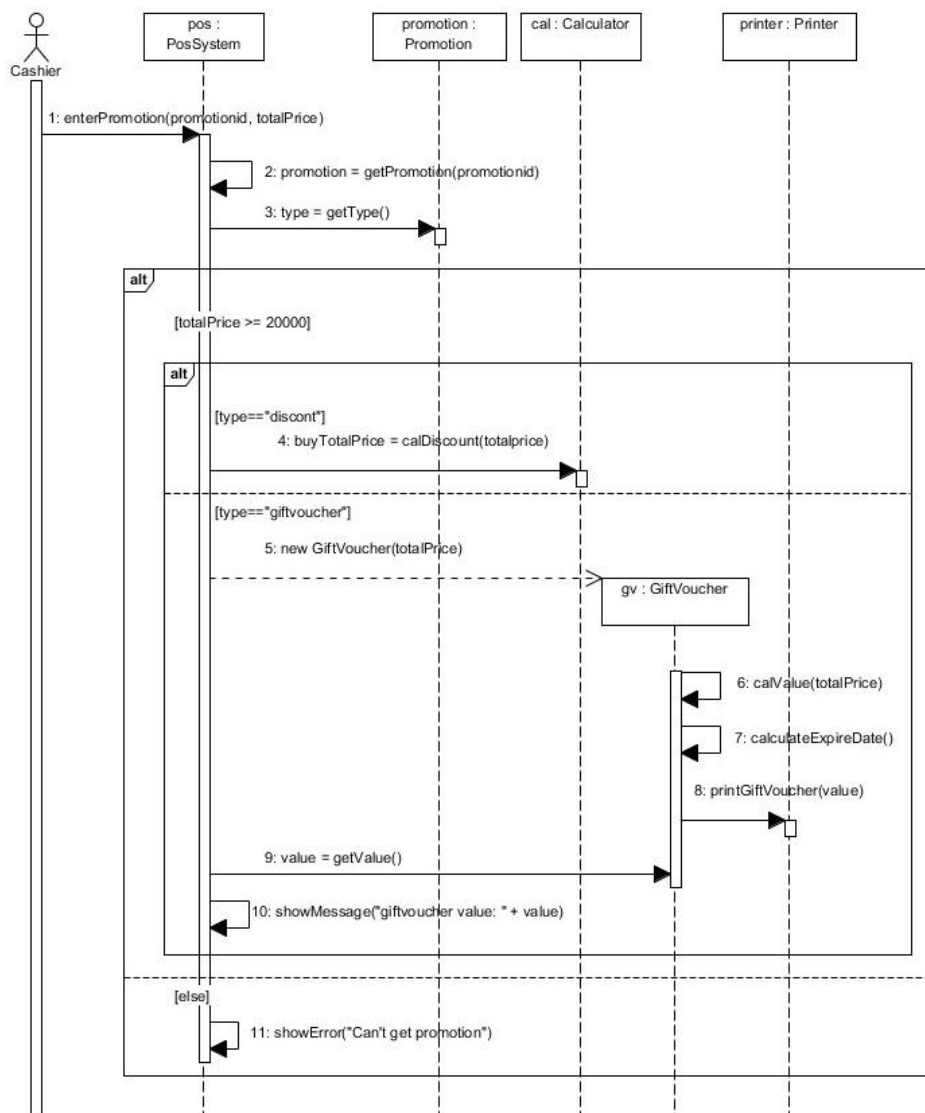 pos :
PosSystem
promotion :
Promotion
cal : Calculator
printer : Printer
Cashier
1: enterPromotion(promotionid, totalPrice)
2: promotion = getPromotion(promotionid)
3: type = getType()
alt
[totalPrice >= 20000]
alt
[type=="discont"]
4: buyTotalPrice = calDiscount(totalprice)
[type=="giftvoucher"]
5: new GiftVoucher(totalPrice)
gv : GiftVoucher
6: calValue(totalPrice)
7: calculateExpireDate()
8: printGiftVoucher(value)
9: value = getValue()
10: showMessage("giftvoucher value: " + value)
[else]
11: showError("Can't get promotion")